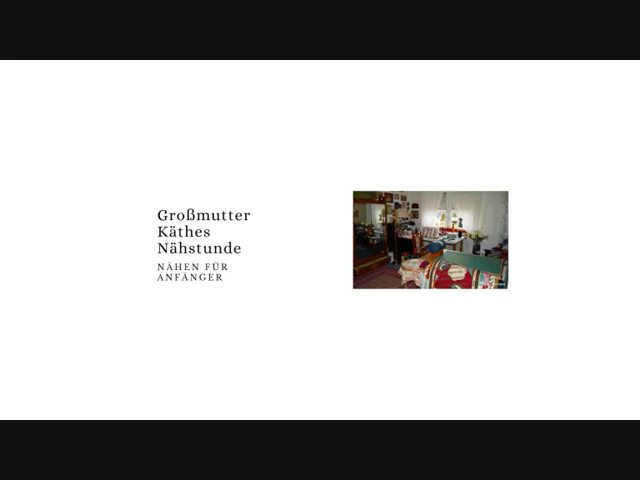 Großmutter
Käthes
Nähstunde
NÄHEN FÜR
ANFÄNGER